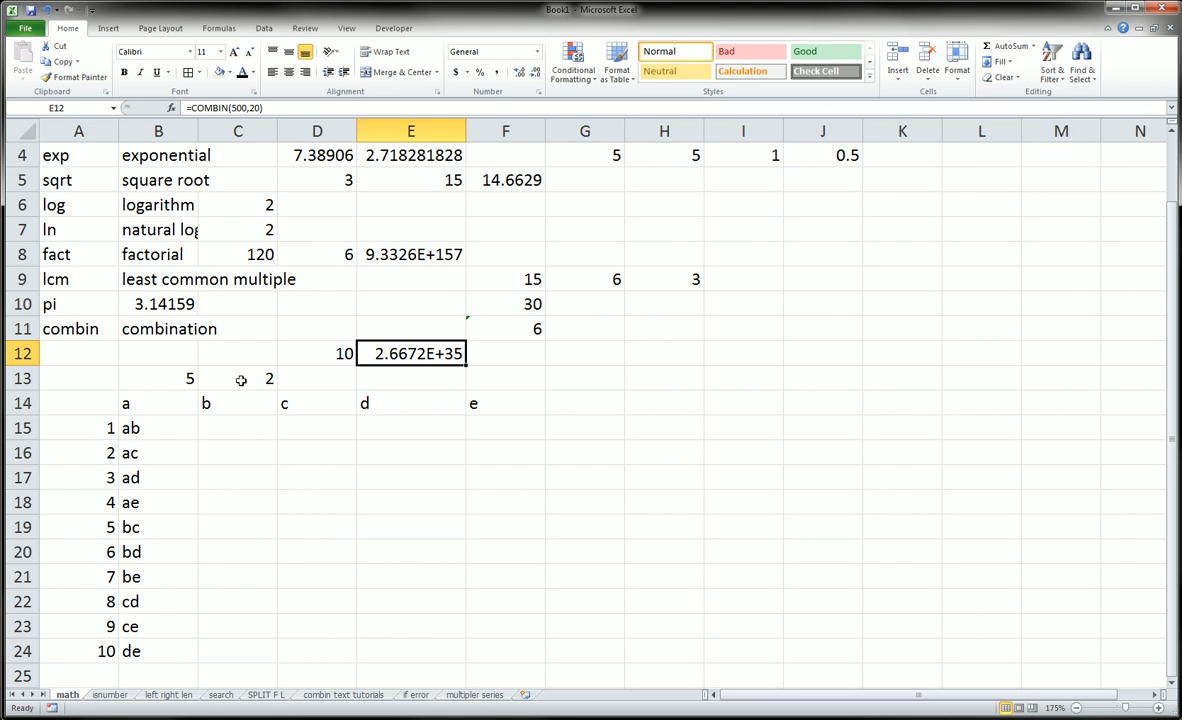 Book1 - Microsoft Excel
File Home Insert Page Layout Formulas Data Review View Developer
Cut Calibri 11 Wrap Text General Normal Bad Good AutoSum
Paste Copy Fill
Format Painter B I U Merge & Center $ % , Conditional Formatting Format as Table Neutral Calculation Check Cell Insert Delete Format Clear Sort & Filter Find & Select
Clipboard Font Alignment Number Styles Cells Editing
E12 fx =COMBIN(500,20)
A B C D E F G H I J K L M N
4 exp exponential 7.38906 2.718281828 5 5 1 0.5
5 sqrt square root 3 15 14.6629
6 log logarithm 2
7 ln natural log 2
8 fact factorial 120 6 9.3326E+157
9 lcm least common multiple 15 6 3
10 pi 3.14159 30
11 combin combination 6
12 10 2.6672E+35
13 5 2
14 a b c d e
15 1 ab
16 2 ac
17 3 ad
18 4 ae
19 5 bc
20 6 bd
21 7 be
22 8 cd
23 9 ce
24 10 de
25
math isnumber left right len search SPLIT F L combin text tutorials if error multipler series
Ready 175%